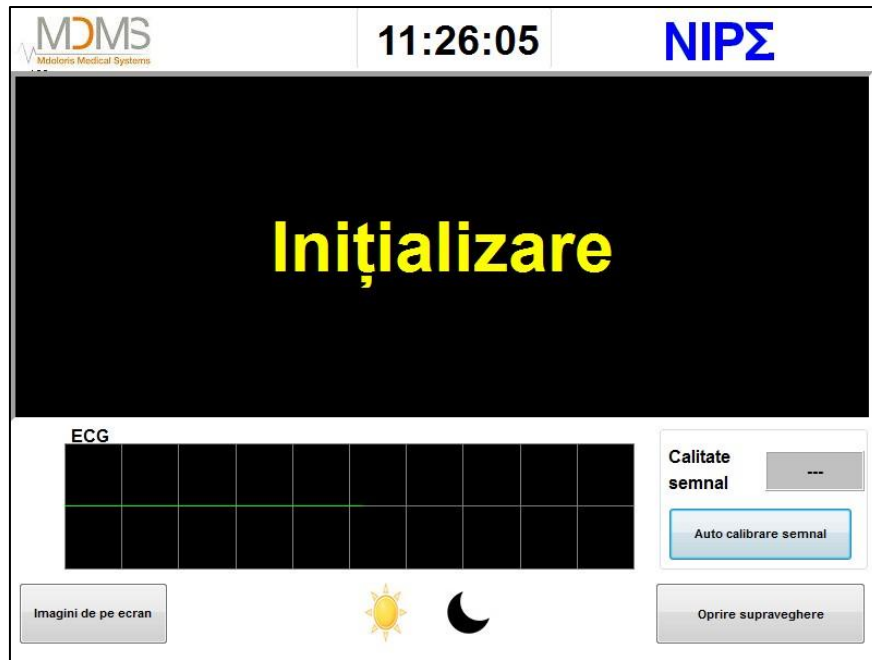 MDMS
Mdoloris Medical Systems
11:26:05
NIPΣ
Inițializare
ECG
Calitate
semnal
---
Auto calibrare semnal
Imagini de pe ecran
Oprire supraveghere